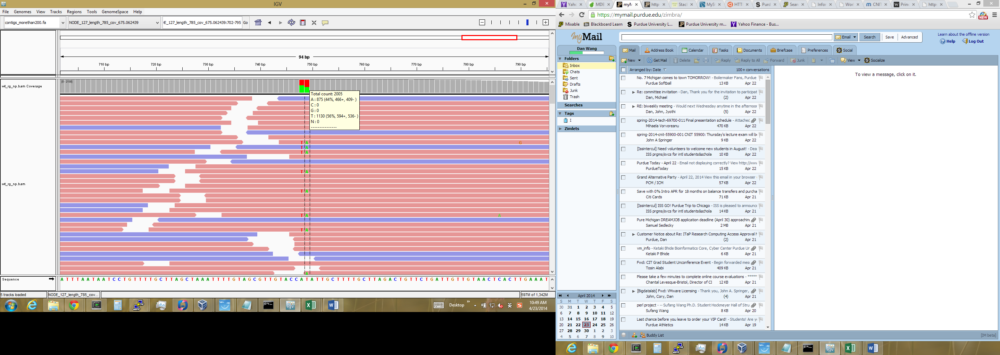 IGV
File Genomes View Tracks Regions Tools GenomeSpace Help
contigs_morethan200.fa NODE_127_length_785_cov_675.062439 )E_127_length_785_cov_675.062439:702-795 Go
94 bp
710 bp 720 bp 730 bp 740 bp 750 bp 760 bp 770 bp 780 bp 790 bp
[0 - 2130]
wt_rg_np.bam Coverage
Total count: 2005
A : 875 (44%, 466+, 409- )
C : 0
G : 0
T : 1130 (56%, 594+, 536- )
N : 0
---------------
T A G
T A
T A
T A
wt_rg_np.bam
T A
T A A
T A
A
Sequence
A T T T A A T A A T C C T G T T T T G C T T A G C T A A A T T T T G T A G C G T T G T A C C A T A T T G C T T T T G C T T A G A C T G T T C T G A T T G T T G T A A C T C A C T T G A A A T
5 tracks loaded NODE_127_length_785_cov... 597M of 1,342M
Desktop 英 10:49 AM
4/23/2014
Yahc MDB myM https Stack MyS HTTI Purd Sear Infor Worl CNIT Princ https
https://mymail.purdue.edu/zimbra/
NEW
Mixable Blackboard Learn Purdue University L... Purdue University m... Yahoo Finance - Bus...
myMail
Email Search Save Advanced
Learn about the offline version
Help Log Out
Dan Wang
Mail Address Book Calendar Tasks Documents Briefcase Preferences Social
New Get Mail Delete Reply Reply to All Forward Junk View Socialize
Folders
Inbox
Chats
Sent
Drafts
Junk
Trash
Searches
Tags
I
Zimlets
Arranged by: Date 100+ conversations
No. 7 Michigan comes to town TOMORROW! - Boilermaker Fans, Purdue
Purdue Softball 13 KB Apr 22
Re: committee invitation - Dan, Thank you for the invitation to participat
Dan, Michael (2) Apr 22
RE: biweekly meeting - Would next Wednesday anytime in the afternoor
Dan, John, Jyothi (5) Apr 22
spring-2014-tech-69700-011 Final presentation schedule - Attached
Mihaela Vorvoreanu 470 KB Apr 22
spring-2014-cnit-55900-001 CNIT 55900: Thursday's lecture exam will be
John A Springer 9 KB Apr 22
[Issintercul] Need volunteers to welcome new students in August! - Dea
ISS prgms/svcs for intl students&schola 10 KB Apr 22
Purdue Today - April 22 - Email not displaying correctly? View http://www
PurdueToday 15 KB Apr 22
Grand Alternative Party - April 22, 2014 View this email in your browser
PCM / ICM 57 KB Apr 22
Save with 0% Intro APR for 18 months on balance transfers and purcha
Citi Cards 71 KB Apr 21
[Issintercul] ISS GO! Purdue Trip to Chicago - ISS is pleased to announce
ISS prgms/svcs for intl students&schola 14 KB Apr 21
Pure Michigan DREAMJOB application deadline (April 30) approaching
Samuel Sedlecky 2 MB Apr 21
Customer Notice about Re: ITaP Research Computing Access Approval N
Purdue, Dan (2) Apr 21
vm_info - Ketaki Bhide Bioinformatics Core, Cyber Center Purdue Ur
Ketaki P Bhide 6 KB Apr 21
Fwd: CIT Grad Student Unconference Event - Begin forwarded mes:
Tosin Alabi 409 KB Apr 21
Please take a few minutes to complete online course evaluations - ****
Chantal Levesque-Bristol, Director of CI 12 KB Apr 21
[Bigdatalab] Fwd: VMware Licensing - Thank you, John A. Springer,
John, Cory, Dan (4) Apr 21
perl project - -- Sufang Wang Ph.D. Student Hockmeyer Hall of Stru
Sufang Wang 8 KB Apr 20
Last chance before you leave to order your VIP Card! - Students! Are yo
Purdue Athletics 14 KB Apr 19
To view a message, click on it.
April 2014
S M T W T F S
30 31 1 2 3 4 5
6 7 8 9 10 11 12
13 14 15 16 17 18 19
20 21 22 23 24 25 26
27 28 29 30 1 2 3
4 5 6 7 8 9 10
Buddy List [IM beta]